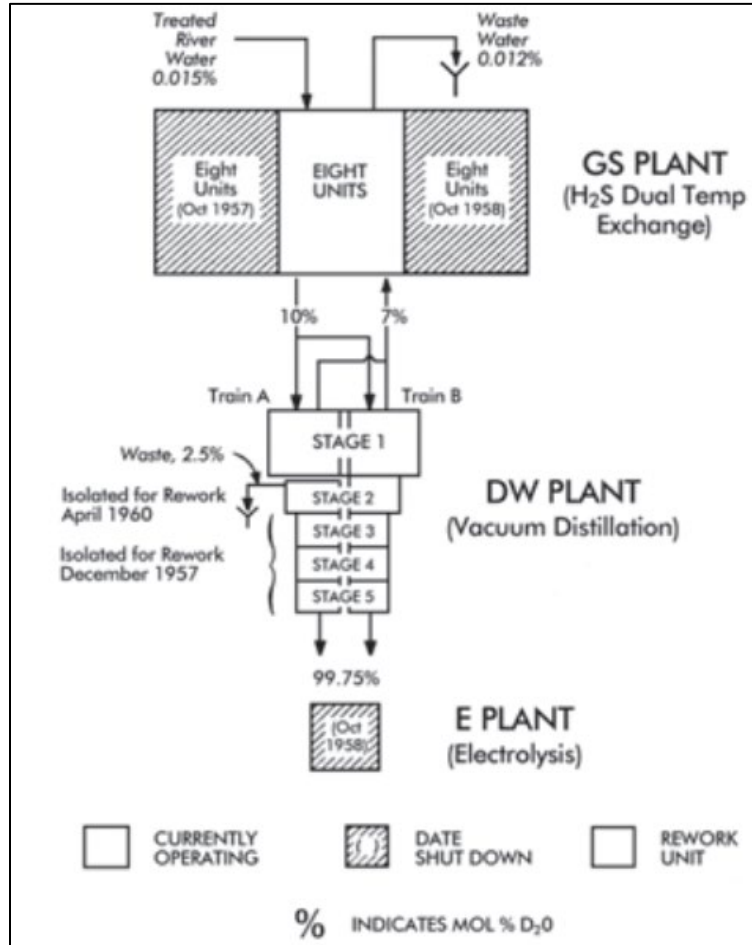 Treated
River
Water
0.015%
Waste
Water
0.012%
Eight
Units
(Oct 1957)
EIGHT
UNITS
Eight
Units
(Oct 1958)
GS PLANT
(H₂S Dual Temp
Exchange)
10%
7%
Train A
Train B
STAGE 1
Waste, 2.5%
Isolated for Rework
April 1960
STAGE 2
DW PLANT
(Vacuum Distillation)
Isolated for Rework
December 1957
STAGE 3
STAGE 4
STAGE 5
99.75%
(Oct
1958)
E PLANT
(Electrolysis)
CURRENTLY
OPERATING
DATE
SHUT DOWN
REWORK
UNIT
% INDICATES MOL % D₂0